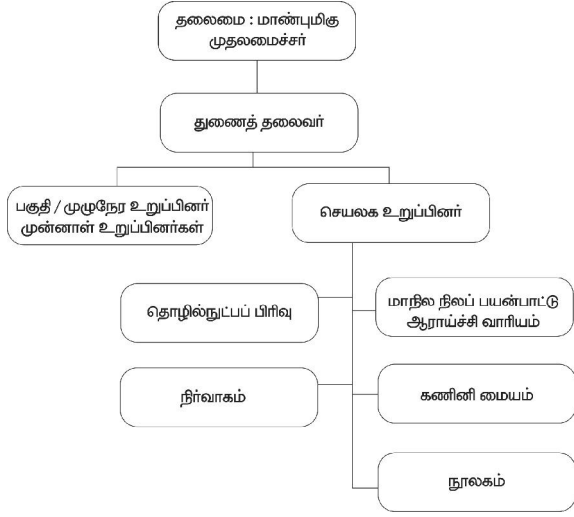 தலைமை : மாண்புமிகு
முதலமைச்சர்
துணைத் தலைவர்
பகுதி / முழுநேர உறுப்பினர்
முன்னாள் உறுப்பினர்கள்
செயலக உறுப்பினர்
தொழில்நுட்பப் பிரிவு
மாநில நிலப் பயன்பாட்டு
ஆராய்ச்சி வாரியம்
நிர்வாகம்
கணினி மையம்
நூலகம்